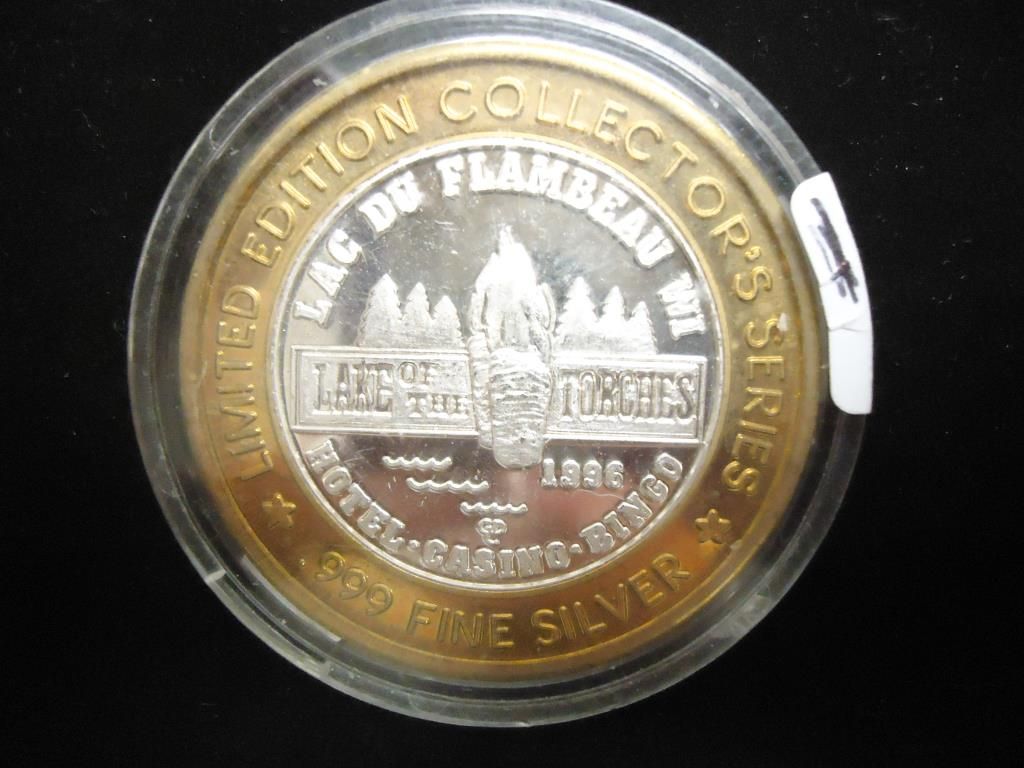 LIMITED EDITION COLLECTOR'S SERIES
.999 FINE SILVER
LAC DU FLAMBEAU WI
LAKE OF THE TORCHES
1996
HOTEL · CASINO · BINGO